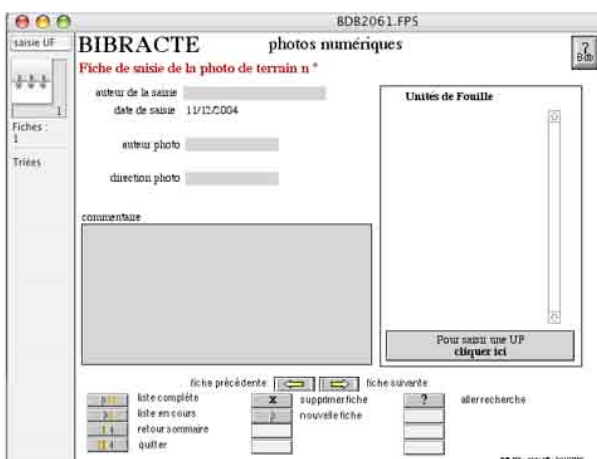 BDB2061.FP5
saisie UF
BIBRACTE photos numériques
?
Bdb
Fiche de saisie de la photo de terrain n °
1
Fiches :
1
Triées
auteur de la saisie
date de saisie 11/12/2004
auteur photo
direction photo
commentaire
Unités de Fouille
Pour saisir une UF
cliquer ici
fiche précédente fiche suivante
liste complète X supprimer fiche ? aller recherche
liste en cours nouvelle fiche
retour sommaire
quitter